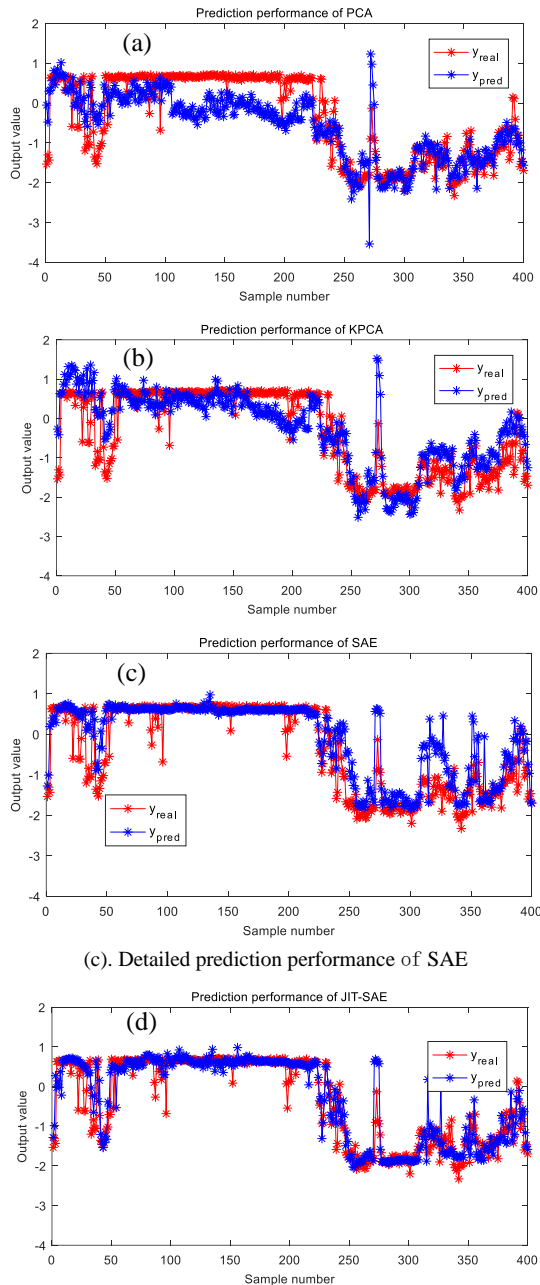 Prediction performance of PCA
(a)
y_real
y_pred
2
1
0
-1
-2
-3
-4
Output value
0 50 100 150 200 250 300 350 400
Sample number
Prediction performance of KPCA
(b)
y_real
y_pred
2
1
0
-1
-2
-3
-4
Output value
0 50 100 150 200 250 300 350 400
Sample number
Prediction performance of SAE
(c)
y_real
y_pred
2
1
0
-1
-2
-3
-4
Output value
0 50 100 150 200 250 300 350 400
Sample number
(c). Detailed prediction performance of SAE
Prediction performance of JIT-SAE
(d)
y_real
y_pred
2
1
0
-1
-2
-3
-4
Output value
0 50 100 150 200 250 300 350 400
Sample number